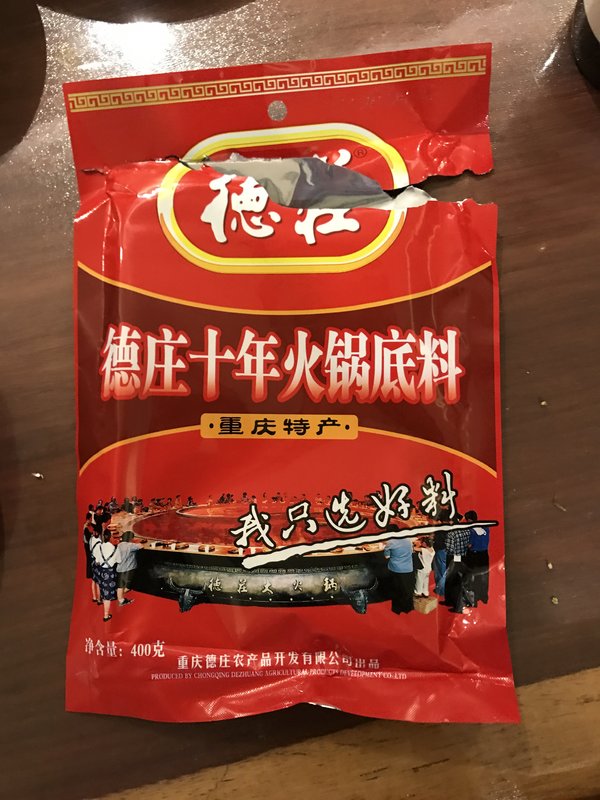 德庄®
德庄十年火锅底料
·重庆特产·
我只选好料
德莊大火锅
净含量：400克
重庆德庄农产品开发有限公司出品
PRODUCED BY CHONGQING DEZHUANG AGRICULTURAL PRODUCTS DEVELOPMENT CO.,LTD